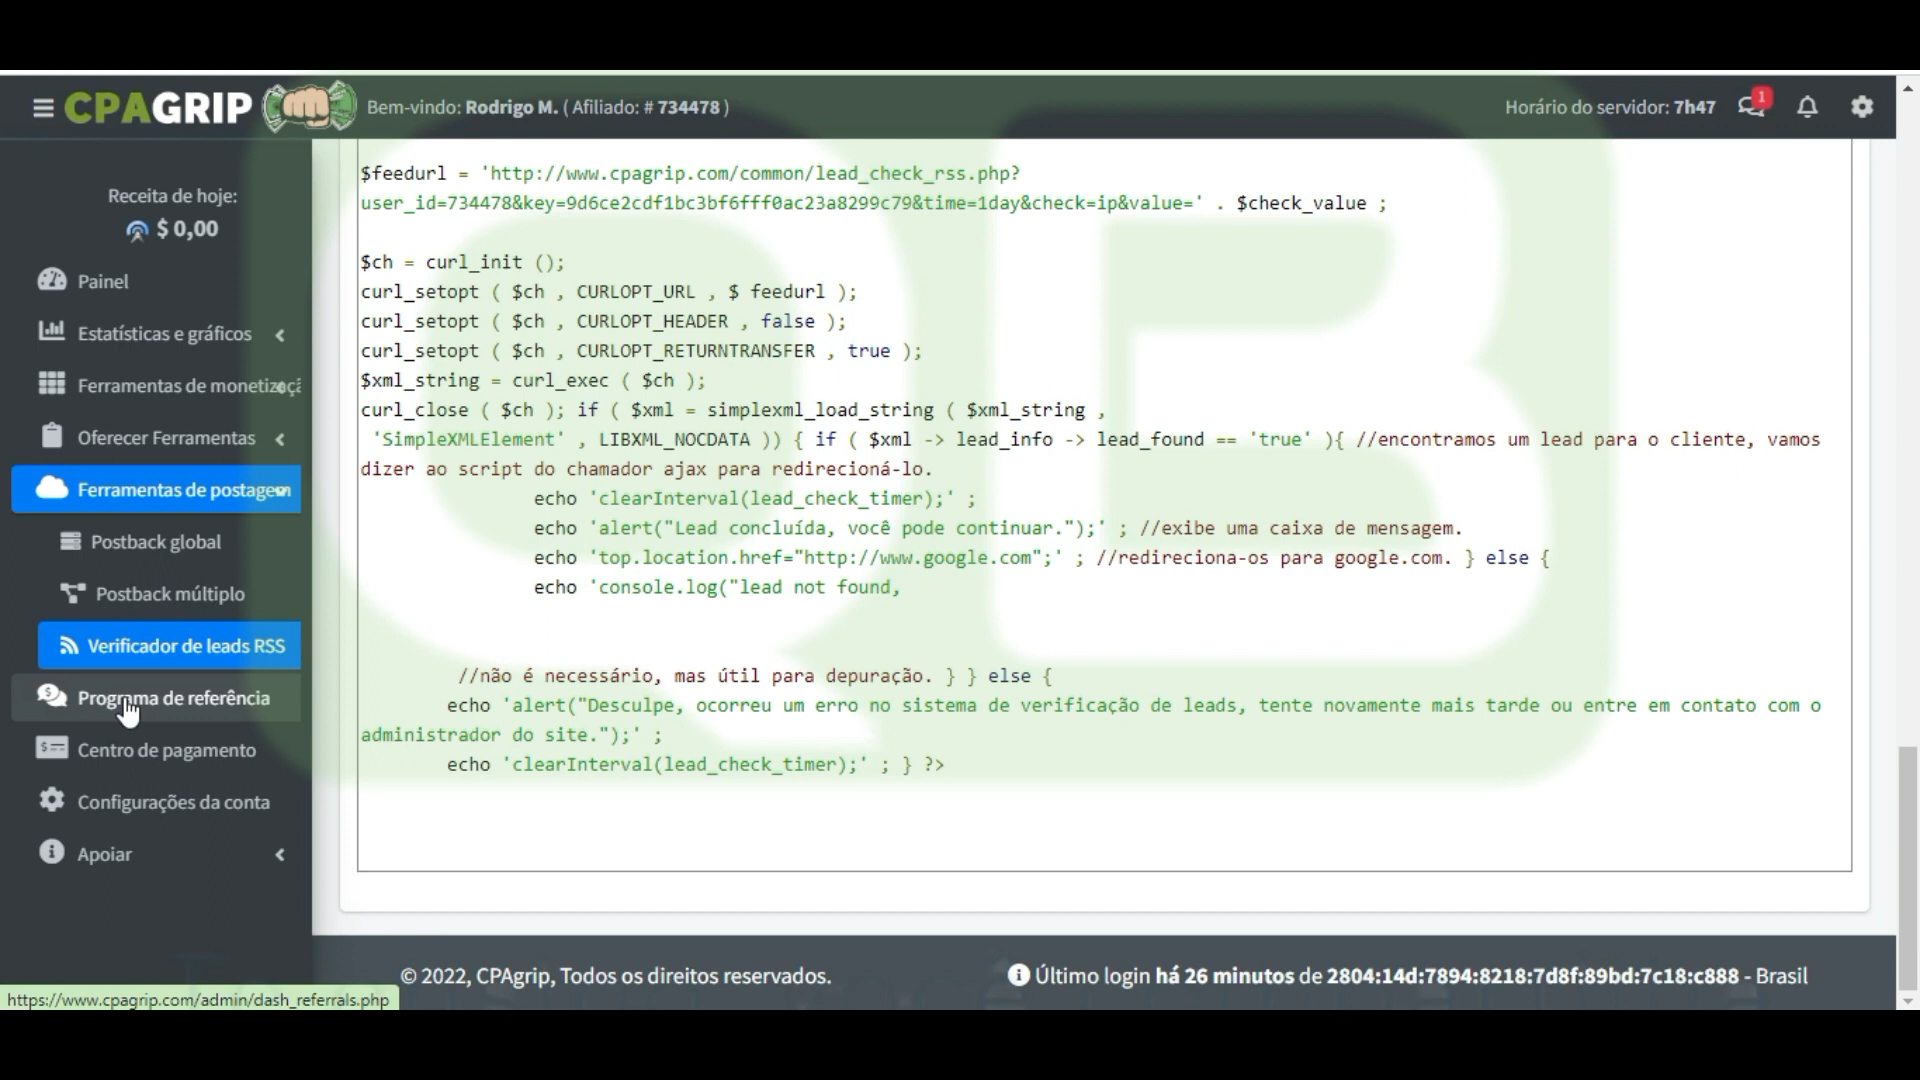 CPAGRIP
Bem-vindo: Rodrigo M. ( Afiliado: # 734478 )
Horário do servidor: 7h47
1
Receita de hoje:
$ 0,00
Painel
Estatísticas e gráficos
Ferramentas de monetizaçã
Oferecer Ferramentas
Ferramentas de postagem
Postback global
Postback múltiplo
Verificador de leads RSS
Programa de referência
Centro de pagamento
Configurações da conta
Apoiar
$feedurl = 'http://www.cpagrip.com/common/lead_check_rss.php?
user_id=734478&key=9d6ce2cdf1bc3bf6fff0ac23a8299c79&time=1day&check=ip&value=' . $check_value ;
$ch = curl_init ();
curl_setopt ( $ch , CURLOPT_URL , $ feedurl );
curl_setopt ( $ch , CURLOPT_HEADER , false );
curl_setopt ( $ch , CURLOPT_RETURNTRANSFER , true );
$xml_string = curl_exec ( $ch );
curl_close ( $ch ); if ( $xml = simplexml_load_string ( $xml_string ,
'SimpleXMLElement' , LIBXML_NOCDATA )) { if ( $xml -> lead_info -> lead_found == 'true' ){ //encontramos um lead para o cliente, vamos
dizer ao script do chamador ajax para redirecioná-lo.
echo 'clearInterval(lead_check_timer);' ;
echo 'alert("Lead concluída, você pode continuar.");' ; //exibe uma caixa de mensagem.
echo 'top.location.href="http://www.google.com";' ; //redireciona-os para google.com. } else {
echo 'console.log("lead not found,
//não é necessário, mas útil para depuração. } } else {
echo 'alert("Desculpe, ocorreu um erro no sistema de verificação de leads, tente novamente mais tarde ou entre em contato com o
administrador do site.");' ;
echo 'clearInterval(lead_check_timer);' ; } ?>
© 2022, CPAgrip, Todos os direitos reservados.
Último login há 26 minutos de 2804:14d:7894:8218:7d8f:89bd:7c18:c888 - Brasil
https://www.cpagrip.com/admin/dash_referrals.php